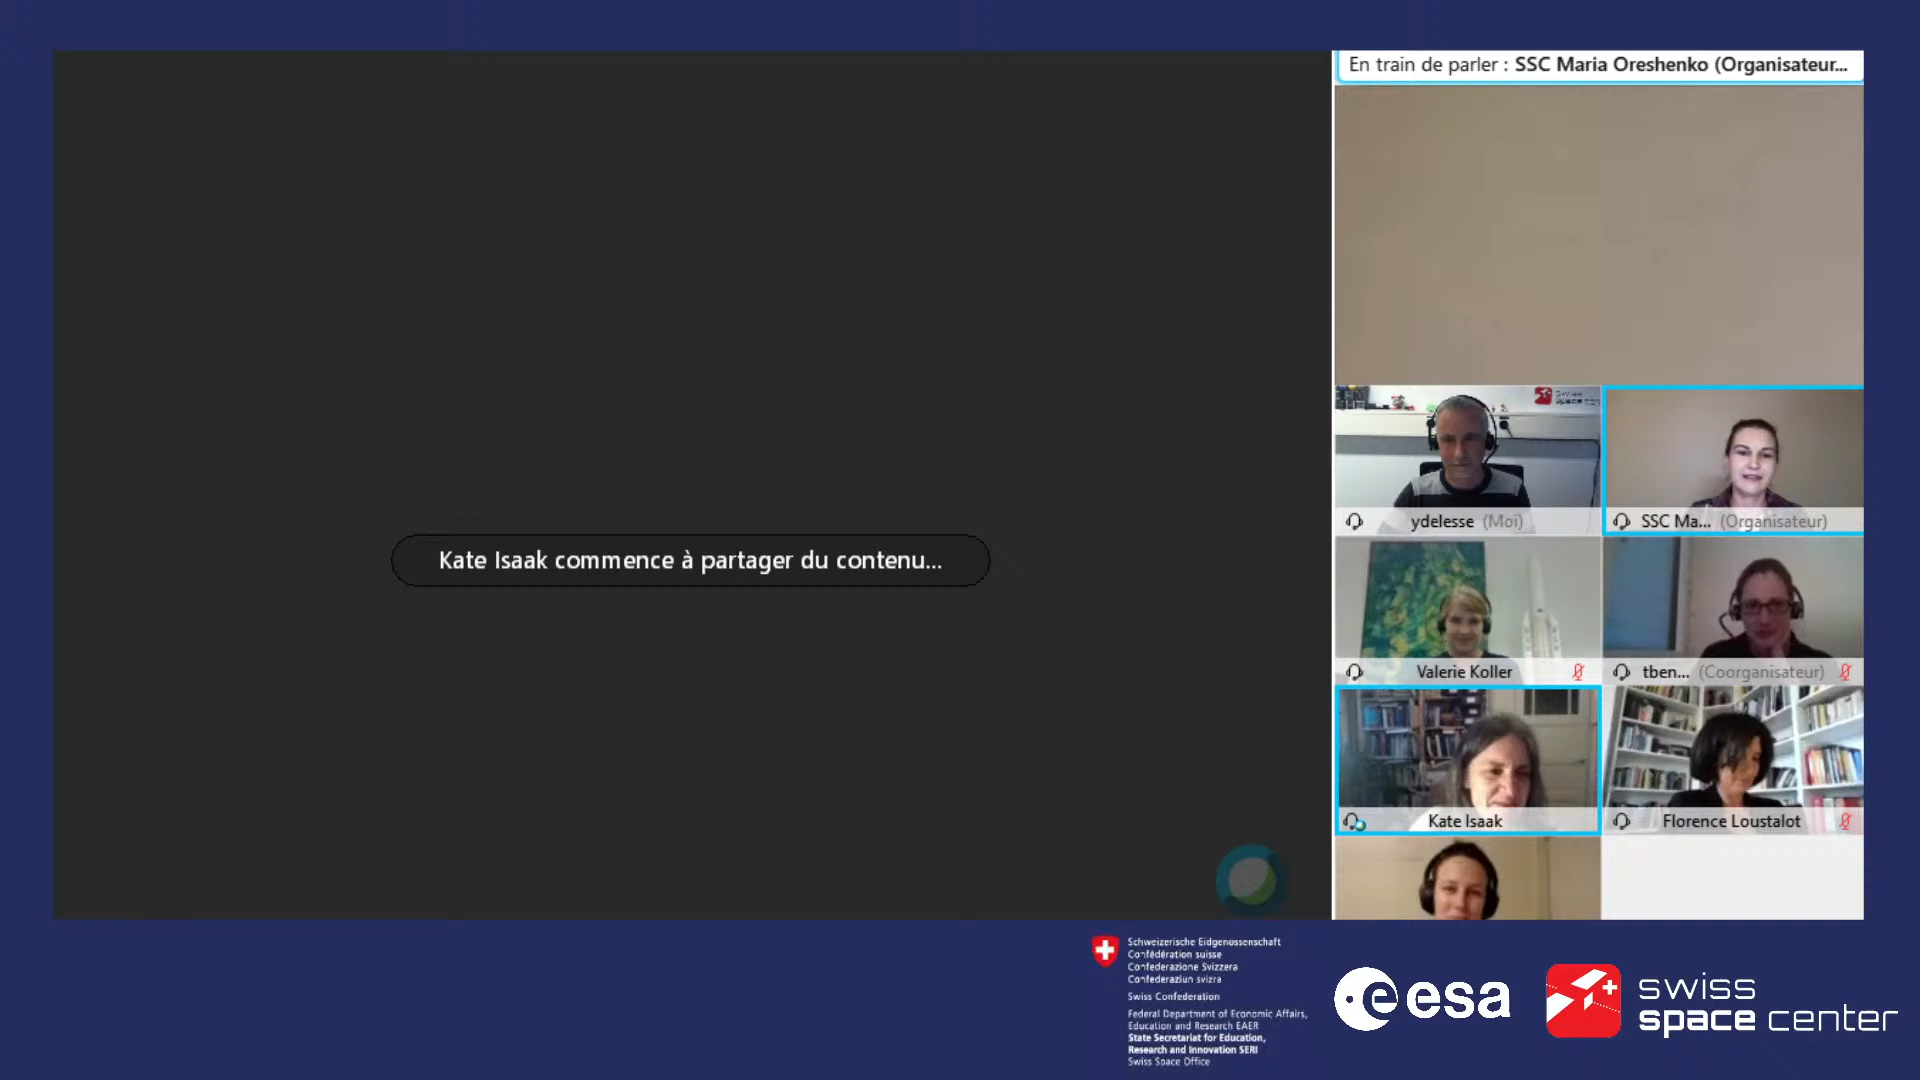 En train de parler : SSC Maria Oreshenko (Organisateur...
swiss
space cen
ydelesse (Moi)
SSC Ma... (Organisateur)
Kate Isaak commence à partager du contenu...
Valerie Koller
tben... (Coorganisateur)
Kate Isaak
Florence Loustalot
Schweizerische Eidgenossenschaft
Confédération suisse
Confederazione Svizzera
Confederaziun svizra
Swiss Confederation
Federal Department of Economic Affairs,
Education and Research EAER
State Secretariat for Education,
Research and Innovation SERI
Swiss Space Office
esa
swiss
space center